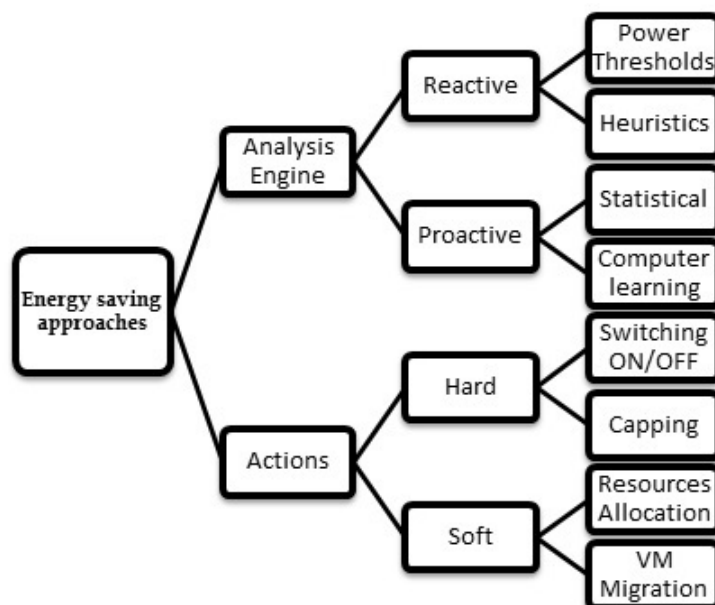 Energy saving
approaches
Analysis
Engine
Reactive
Power
Thresholds
Heuristics
Proactive
Statistical
Computer
learning
Actions
Hard
Switching
ON/OFF
Capping
Soft
Resources
Allocation
VM
Migration